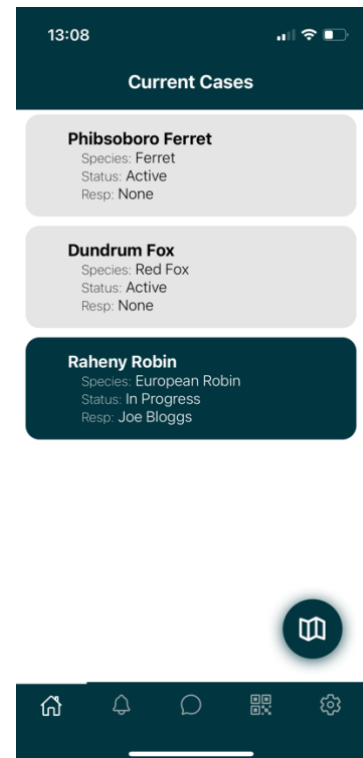 13:08
Current Cases
Phibsoboro Ferret
Species: Ferret
Status: Active
Resp: None
Dundrum Fox
Species: Red Fox
Status: Active
Resp: None
Raheny Robin
Species: European Robin
Status: In Progress
Resp: Joe Bloggs